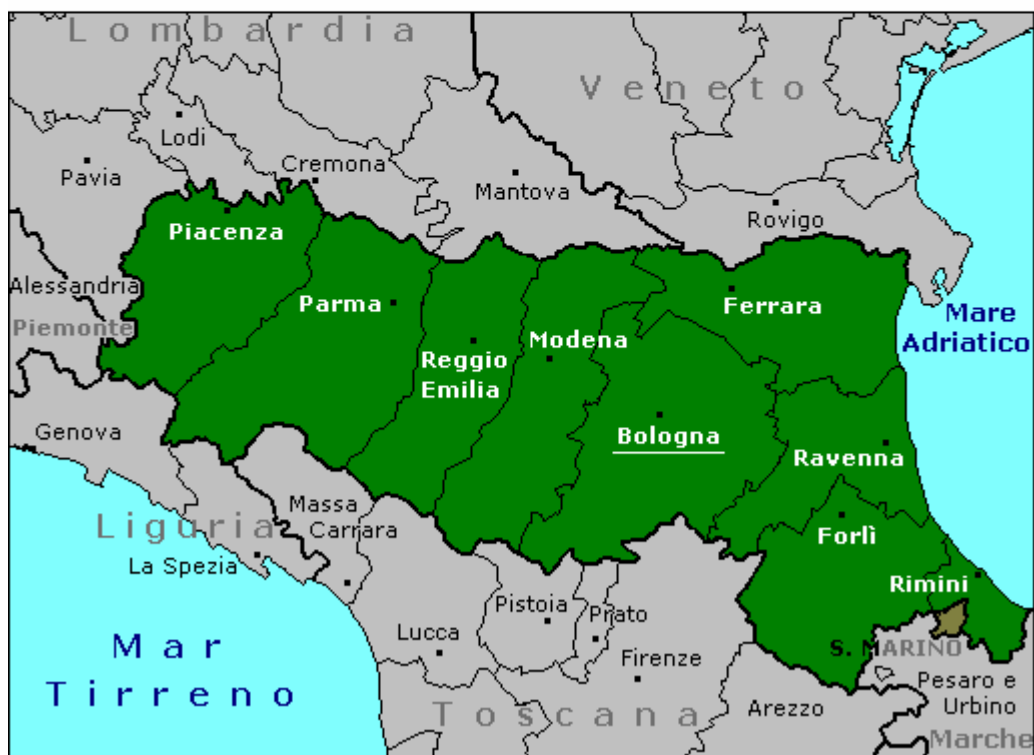 Lombardia
Veneto
Lodi
Cremona
Pavia
Mantova
Rovigo
Piacenza
Alessandria
Parma
Ferrara
Mare
Adriatico
Piemonte
Modena
Reggio
Emilia
Genova
Bologna
Ravenna
Massa
Carrara
Liguria
Forlì
La Spezia
Rimini
Pistoia
Prato
Lucca
Mar
Tirreno
Firenze
S. MARINO
Pesaro e
Urbino
Toscana
Arezzo
Marche